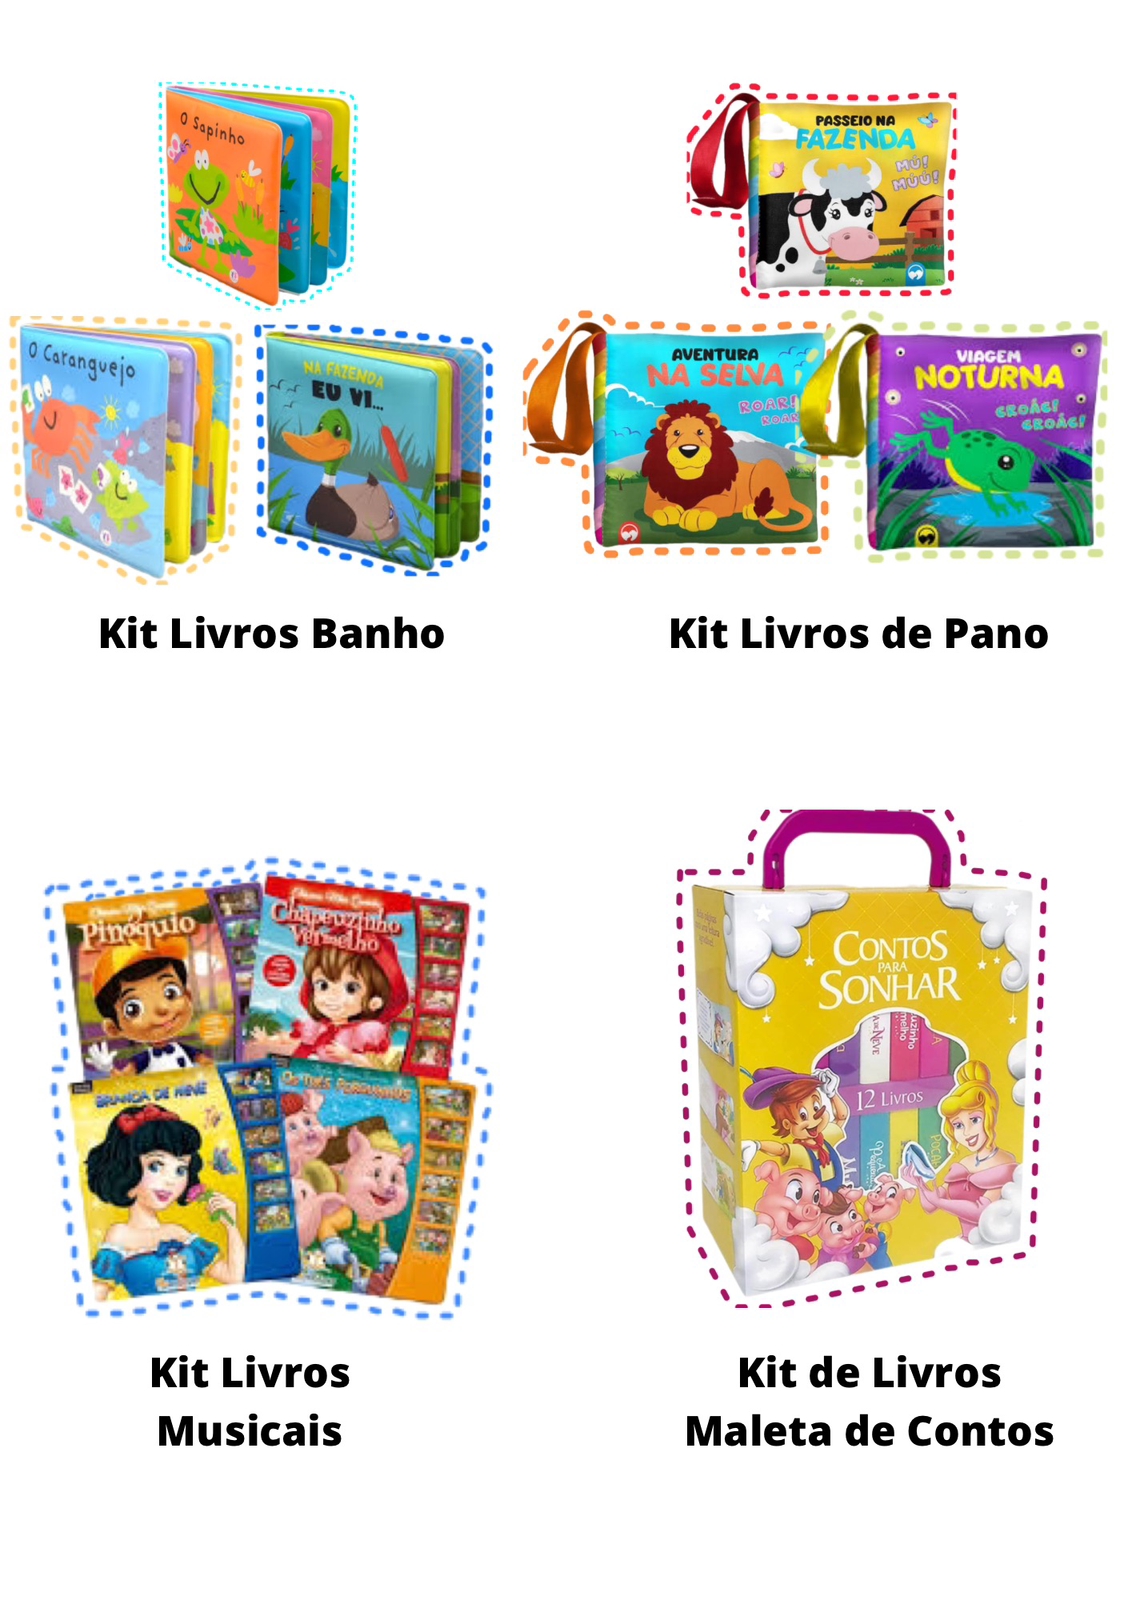 O Sapinho
O Caranguejo
NA FAZENDA
EU VI...
Kit Livros Banho
PASSEIO NA
FAZENDA
MÚ!
MUÚ!
AVENTURA
NA SELVA
ROAR!
ROAR
VIAGEM
NOTURNA
CROÁC!
CROÁC!
Kit Livros de Pano
Pinóquio
Chapeuzinho
Vermelho
BRANCA DE NEVE
Os Três Porquinhos
Kit Livros
Musicais
CONTOS
PARA
SONHAR
12 Livros
Kit de Livros
Maleta de Contos